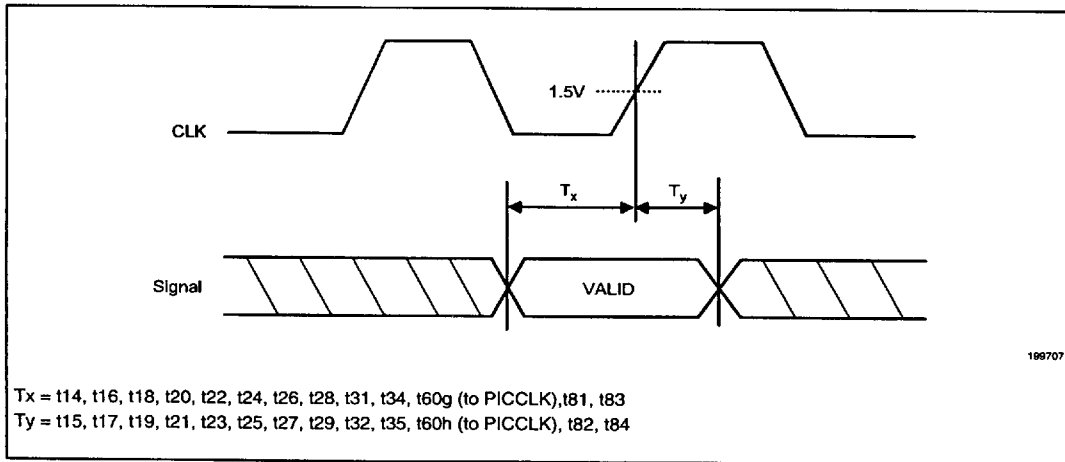 1.5V
CLK
Tx
Ty
Signal
VALID
199707
Tx = t14, t16, t18, t20, t22, t24, t26, t28, t31, t34, t60g (to PICCLK),t81, t83
Ty = t15, t17, t19, t21, t23, t25, t27, t29, t32, t35, t60h (to PICCLK), t82, t84